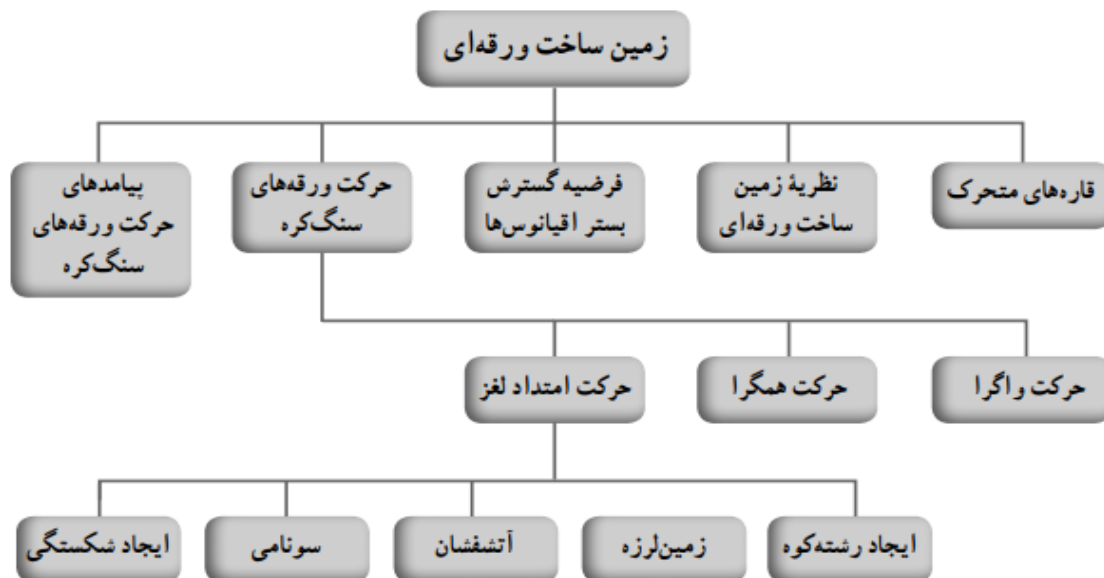 زمین ساخت ورقه‌ای
قاره‌های متحرک
نظریهٔ زمین
ساخت ورقه‌ای
فرضیه گسترش
بستر اقیانوس‌ها
حرکت ورقه‌های
سنگ‌کره
پیامدهای
حرکت ورقه‌های
سنگ‌کره
حرکت واگرا
حرکت همگرا
حرکت امتداد لغز
ایجاد رشته‌کوه
زمین‌لرزه
آتشفشان
سونامی
ایجاد شکستگی